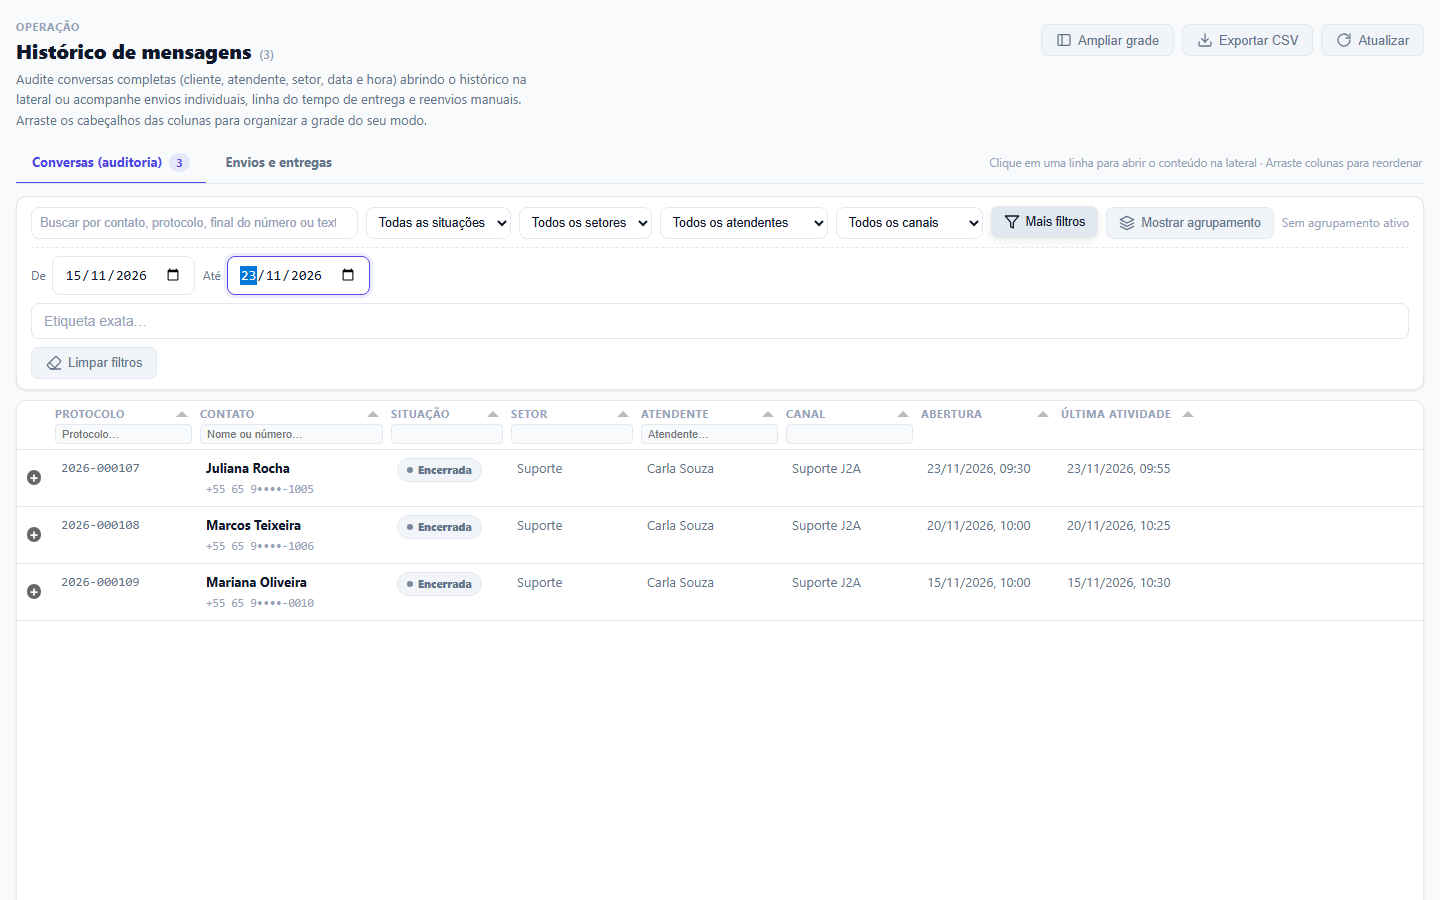 OPERAÇÃO
Histórico de mensagens (3)
Audite conversas completas (cliente, atendente, setor, data e hora) abrindo o histórico na
lateral ou acompanhe envios individuais, linha do tempo de entrega e reenvios manuais.
Arraste os cabeçalhos das colunas para organizar a grade do seu modo.
Ampliar grade
Exportar CSV
Atualizar
Conversas (auditoria) 3
Envios e entregas
Clique em uma linha para abrir o conteúdo na lateral · Arraste colunas para reordenar
Buscar por contato, protocolo, final do número ou text
Todas as situações
Todos os setores
Todos os atendentes
Todos os canais
Mais filtros
Mostrar agrupamento
Sem agrupamento ativo
De 15/11/2026 Até 23/11/2026
Etiqueta exata...
Limpar filtros
PROTOCOLO CONTATO SITUAÇÃO SETOR ATENDENTE CANAL ABERTURA ÚLTIMA ATIVIDADE
Protocolo... Nome ou número... Atendente...
2026-000107 Juliana Rocha Encerrada Suporte Carla Souza Suporte J2A 23/11/2026, 09:30 23/11/2026, 09:55
+55 65 9••••-1005
2026-000108 Marcos Teixeira Encerrada Suporte Carla Souza Suporte J2A 20/11/2026, 10:00 20/11/2026, 10:25
+55 65 9••••-1006
2026-000109 Mariana Oliveira Encerrada Suporte Carla Souza Suporte J2A 15/11/2026, 10:00 15/11/2026, 10:30
+55 65 9••••-0010